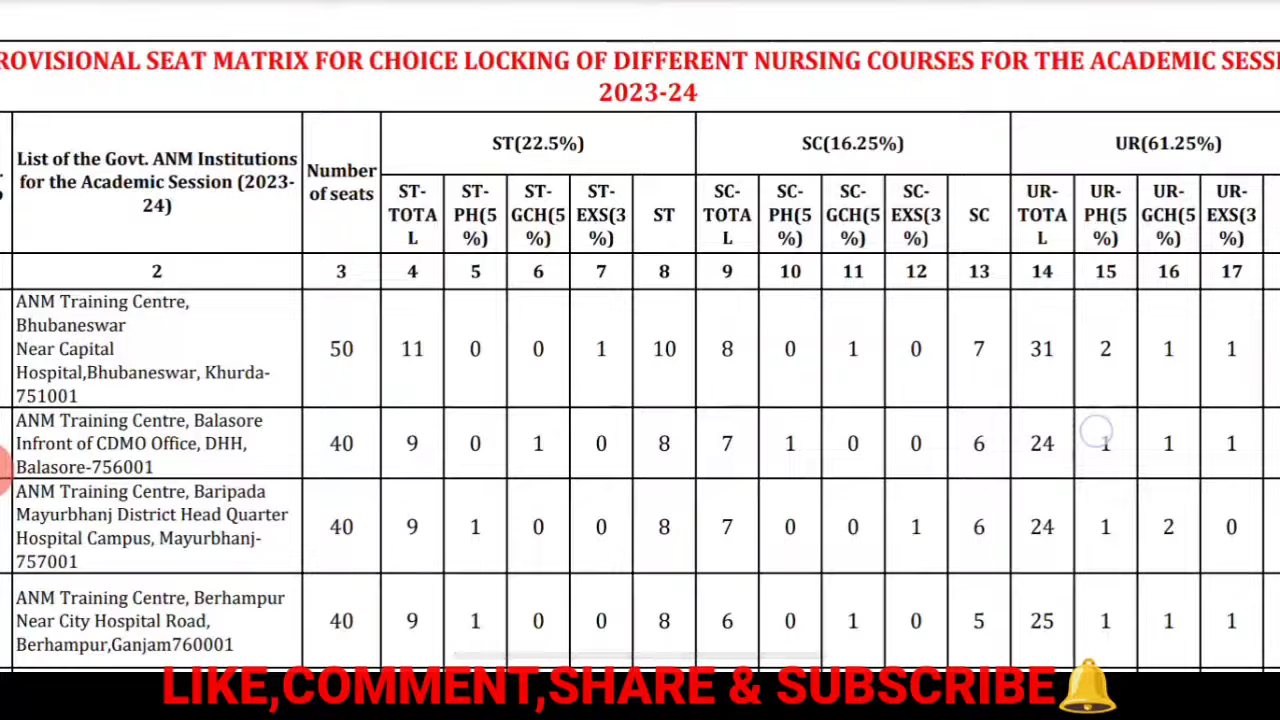 ROVISIONAL SEAT MATRIX FOR CHOICE LOCKING OF DIFFERENT NURSING COURSES FOR THE ACADEMIC SESSI
2023-24
List of the Govt. ANM Institutions for the Academic Session (2023-24) Number of seats ST(22.5%) SC(16.25%) UR(61.25%)
ST-TOTAL ST-PH(5%) ST-GCH(5%) ST-EXS(3%) ST SC-TOTAL SC-PH(5%) SC-GCH(5%) SC-EXS(3%) SC UR-TOTAL UR-PH(5%) UR-GCH(5%) UR-EXS(3%)
2 3 4 5 6 7 8 9 10 11 12 13 14 15 16 17
ANM Training Centre,
Bhubaneswar
Near Capital
Hospital,Bhubaneswar, Khurda-
751001
50 11 0 0 1 10 8 0 1 0 7 31 2 1 1
ANM Training Centre, Balasore
Infront of CDMO Office, DHH,
Balasore-756001
40 9 0 1 0 8 7 1 0 0 6 24 1 1 1
ANM Training Centre, Baripada
Mayurbhanj District Head Quarter
Hospital Campus, Mayurbhanj-
757001
40 9 1 0 0 8 7 0 0 1 6 24 1 2 0
ANM Training Centre, Berhampur
Near City Hospital Road,
Berhampur,Ganjam760001
40 9 1 0 0 8 6 0 1 0 5 25 1 1 1
LIKE,COMMENT,SHARE & SUBSCRIBE